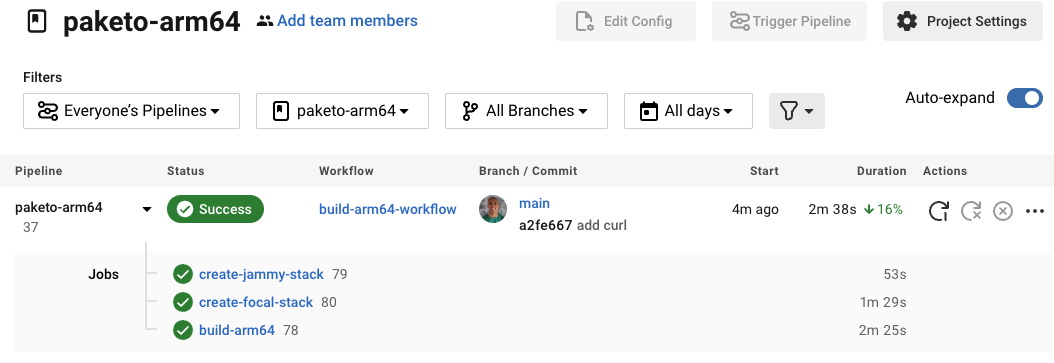 paketo-arm64 Add team members Edit Config Trigger Pipeline Project Settings
Filters
Everyone's Pipelines paketo-arm64 All Branches All days Auto-expand
Pipeline Status Workflow Branch / Commit Start Duration Actions
paketo-arm64 Success build-arm64-workflow main 4m ago 2m 38s 16%
37 a2fe667 add curl
Jobs create-jammy-stack 79 53s
create-focal-stack 80 1m 29s
build-arm64 78 2m 25s